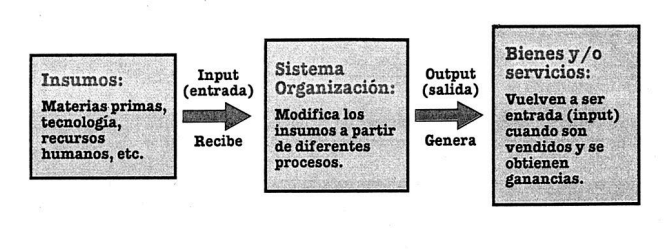 Insumos:
Materias primas,
tecnología,
recursos
humanos, etc.
Input
(entrada)
Recibe
Sistema
Organización:
Modifica los
insumos a partir
de diferentes
procesos.
Output
(salida)
Genera
Bienes y/o
servicios:
Vuelven a ser
entrada (input)
cuando son
vendidos y se
obtienen
ganancias.